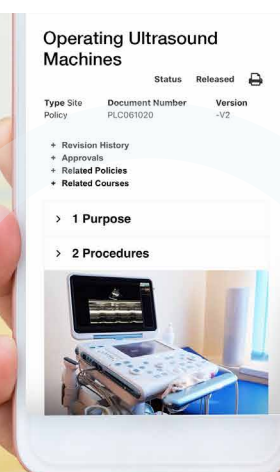 Operating Ultrasound
Machines
Status Released
Type Site Document Number Version
Policy PLC061020 -V2
+ Revision History
+ Approvals
+ Related Policies
+ Related Courses
> 1 Purpose
> 2 Procedures